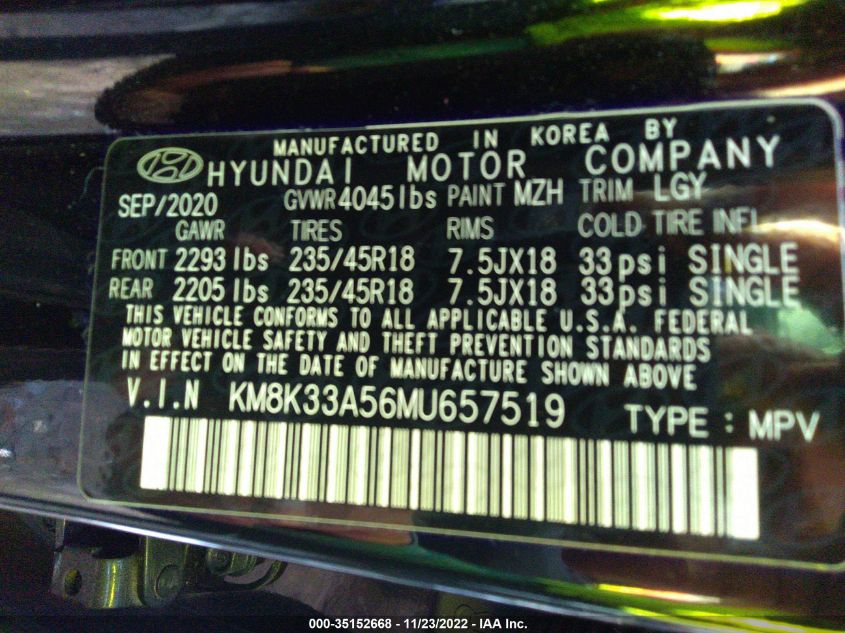 MANUFACTURED IN KOREA BY
HYUNDAI MOTOR COMPANY
SEP/2020 GVWR 4045 lbs PAINT MZH TRIM LGY
GAWR TIRES RIMS COLD TIRE INFL
FRONT 2293 lbs 235/45R18 7.5JX18 33 psi SINGLE
REAR 2205 lbs 235/45R18 7.5JX18 33 psi SINGLE
THIS VEHICLE CONFORMS TO ALL APPLICABLE U.S.A. FEDERAL
MOTOR VEHICLE SAFETY AND THEFT PREVENTION STANDARDS
IN EFFECT ON THE DATE OF MANUFACTURE SHOWN ABOVE
V.I.N KM8K33A56MU657519 TYPE : MPV
000-35152668 - 11/23/2022 - IAA Inc.